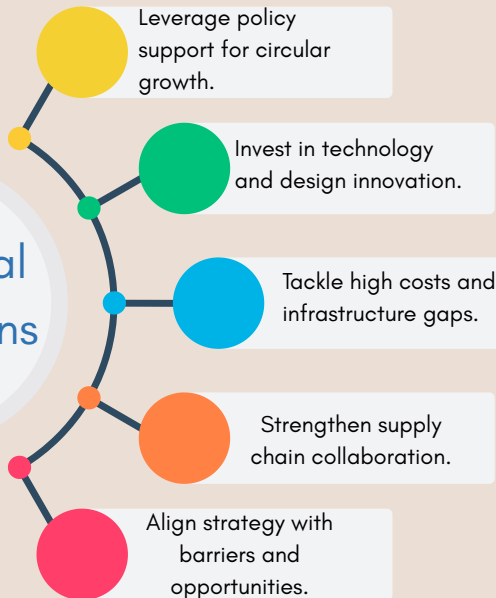 Leverage policy
support for circular
growth.
Invest in technology
and design innovation.
al
ns
Tackle high costs and
infrastructure gaps.
Strengthen supply
chain collaboration.
Align strategy with
barriers and
opportunities.